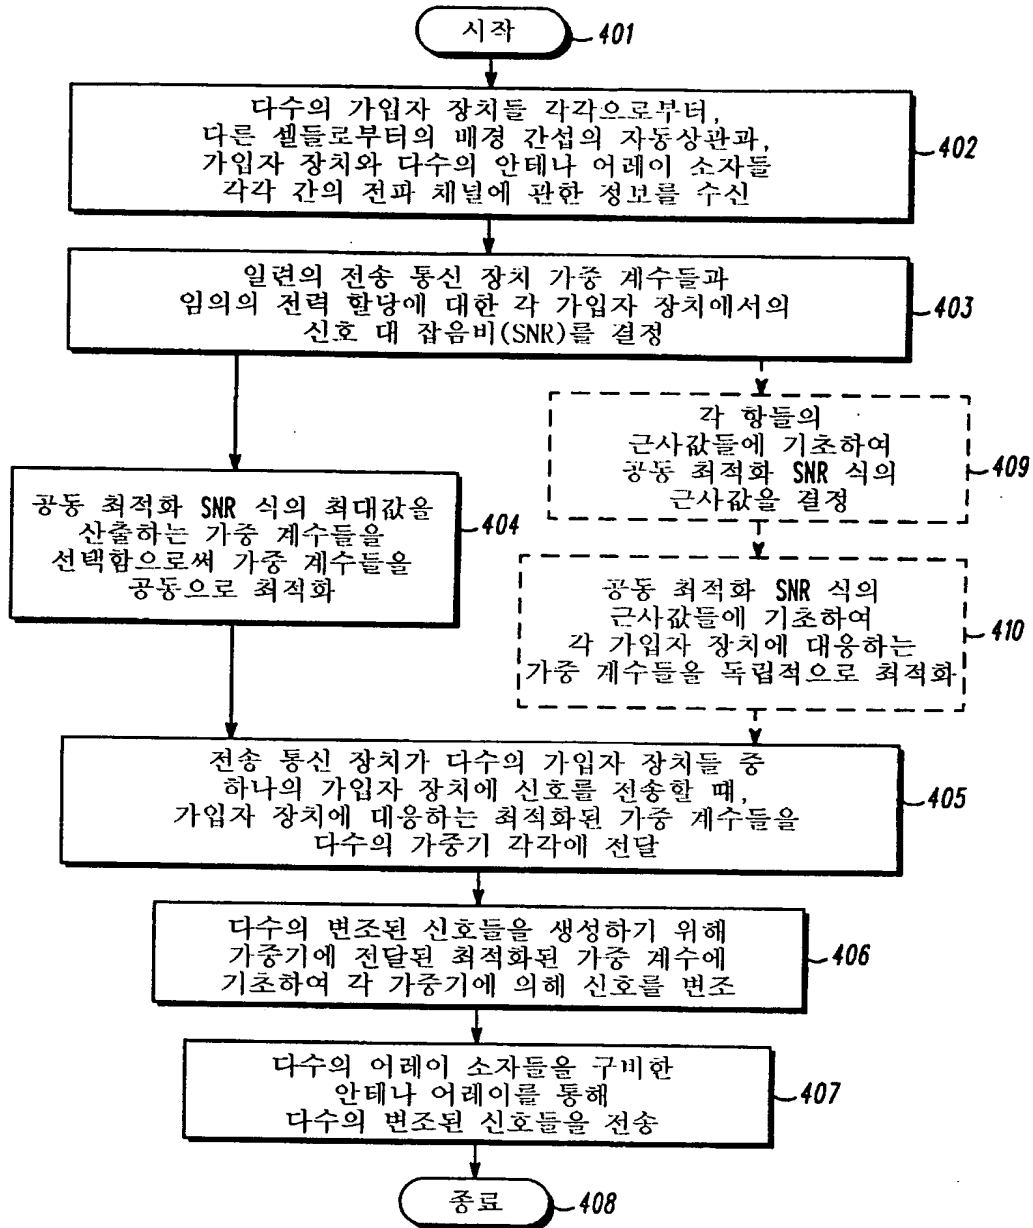 시작
401
다수의 가입자 장치들 각각으로부터,
다른 셀들로부터의 배경 간섭의 자동상관과,
가입자 장치와 다수의 안테나 어레이 소자들
각각 간의 전파 채널에 관한 정보를 수신
402
일련의 전송 통신 장치 가중 계수들과
임의의 전력 할당에 대한 각 가입자 장치에서의
신호 대 잡음비(SNR)를 결정
403
공동 최적화 SNR 식의 최대값을
산출하는 가중 계수들을
선택함으로써 가중 계수들을
공동으로 최적화
404
각 항들의
근사값들에 기초하여
공동 최적화 SNR 식의
근사값을 결정
409
공동 최적화 SNR 식의
근사값들에 기초하여
각 가입자 장치에 대응하는
가중 계수들을 독립적으로 최적화
410
전송 통신 장치가 다수의 가입자 장치들 중
하나의 가입자 장치에 신호를 전송할 때,
가입자 장치에 대응하는 최적화된 가중 계수들을
다수의 가중기 각각에 전달
405
다수의 변조된 신호들을 생성하기 위해
가중기에 전달된 최적화된 가중 계수에
기초하여 각 가중기에 의해 신호를 변조
406
다수의 어레이 소자들을 구비한
안테나 어레이를 통해
다수의 변조된 신호들을 전송
407
종료
408